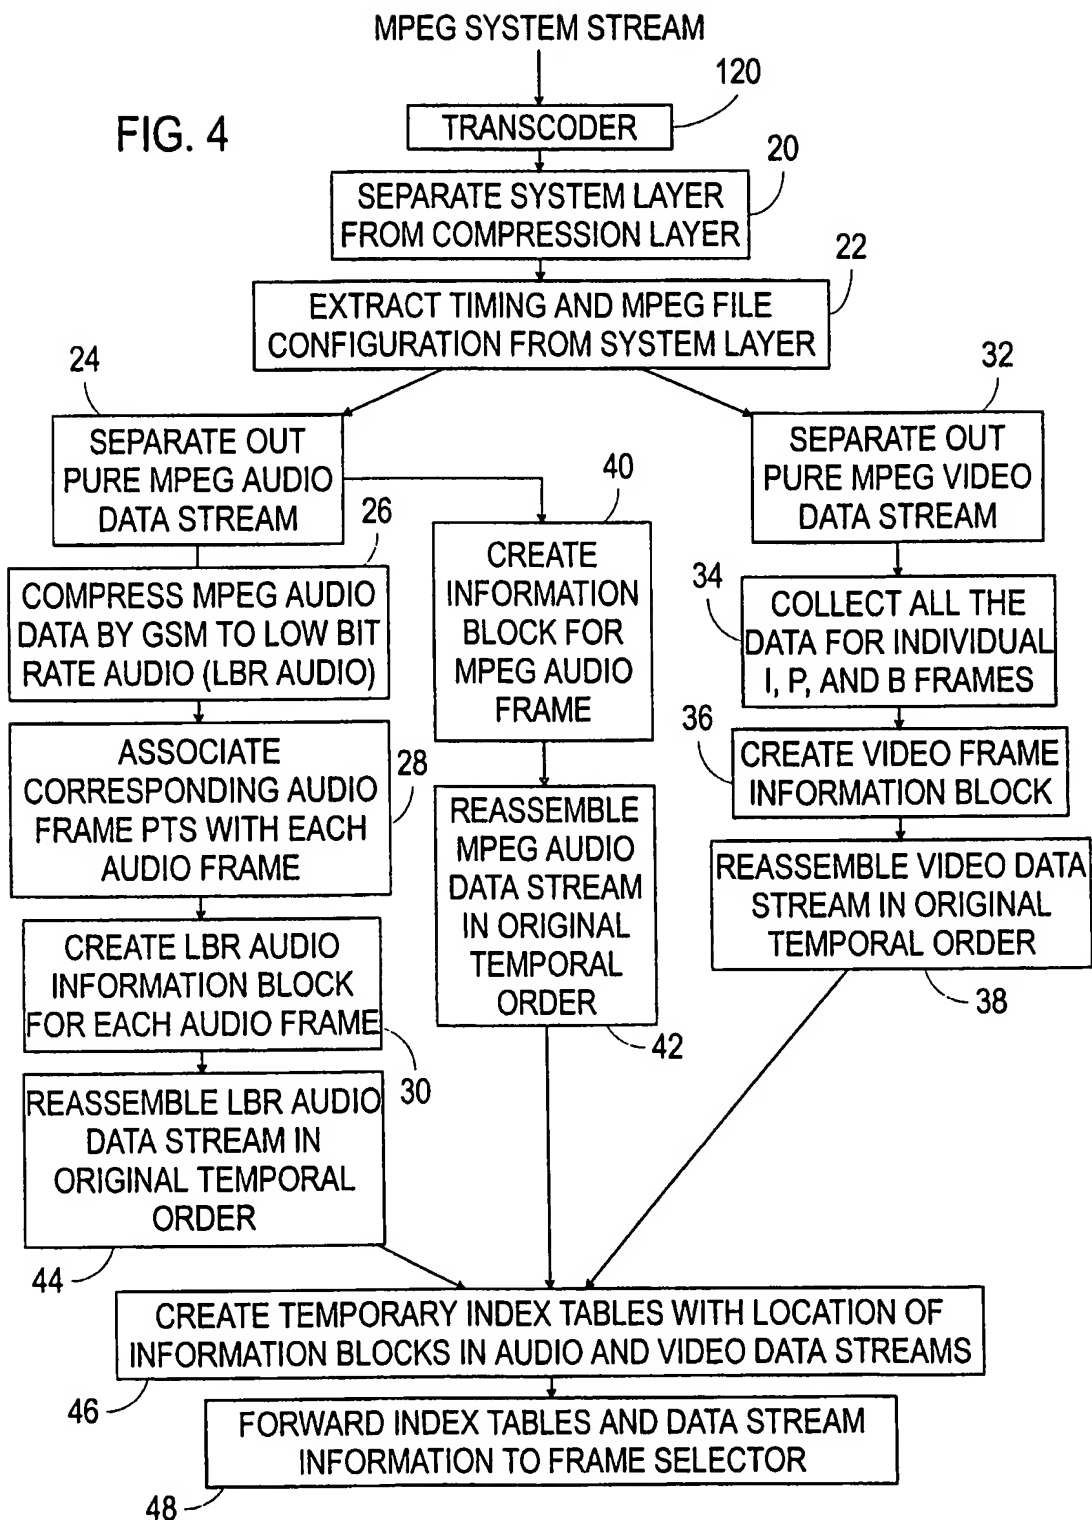 MPEG SYSTEM STREAM
FIG. 4
120
TRANSCODER
20
SEPARATE SYSTEM LAYER
FROM COMPRESSION LAYER
22
EXTRACT TIMING AND MPEG FILE
CONFIGURATION FROM SYSTEM LAYER
24
SEPARATE OUT
PURE MPEG AUDIO
DATA STREAM
26
COMPRESS MPEG AUDIO
DATA BY GSM TO LOW BIT
RATE AUDIO (LBR AUDIO)
ASSOCIATE
CORRESPONDING AUDIO
FRAME PTS WITH EACH
AUDIO FRAME
28
CREATE LBR AUDIO
INFORMATION BLOCK
FOR EACH AUDIO FRAME
30
REASSEMBLE LBR AUDIO
DATA STREAM IN
ORIGINAL TEMPORAL
ORDER
44
40
CREATE
INFORMATION
BLOCK FOR
MPEG AUDIO
FRAME
REASSEMBLE
MPEG AUDIO
DATA STREAM
IN ORIGINAL
TEMPORAL
ORDER
42
32
SEPARATE OUT
PURE MPEG VIDEO
DATA STREAM
34
COLLECT ALL THE
DATA FOR INDIVIDUAL
I, P, AND B FRAMES
36
CREATE VIDEO FRAME
INFORMATION BLOCK
REASSEMBLE VIDEO DATA
STREAM IN ORIGINAL
TEMPORAL ORDER
38
CREATE TEMPORARY INDEX TABLES WITH LOCATION OF
INFORMATION BLOCKS IN AUDIO AND VIDEO DATA STREAMS
46
FORWARD INDEX TABLES AND DATA STREAM
INFORMATION TO FRAME SELECTOR
48